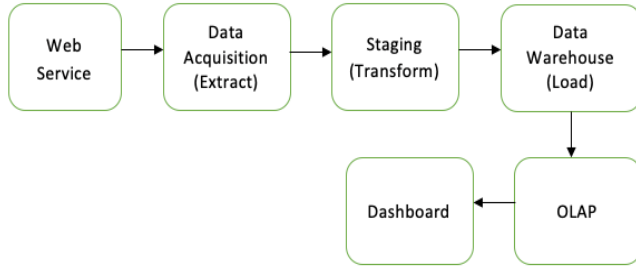 Web
Service
Data
Acquisition
(Extract)
Staging
(Transform)
Data
Warehouse
(Load)
Dashboard
OLAP